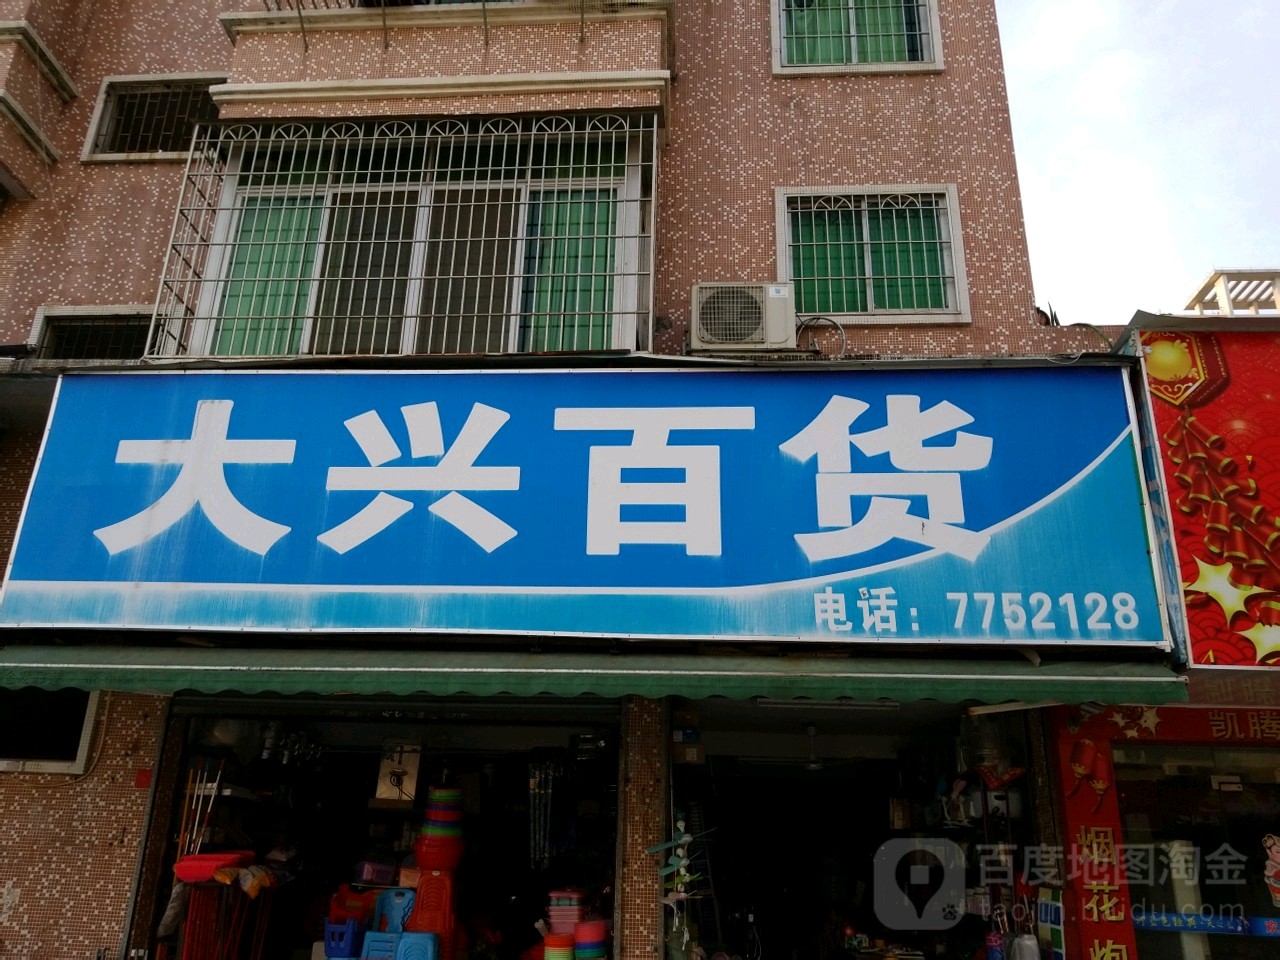 大兴百货
电话：7752128
凯腾
烟花炮
百度地图淘金
taojin.baidu.com